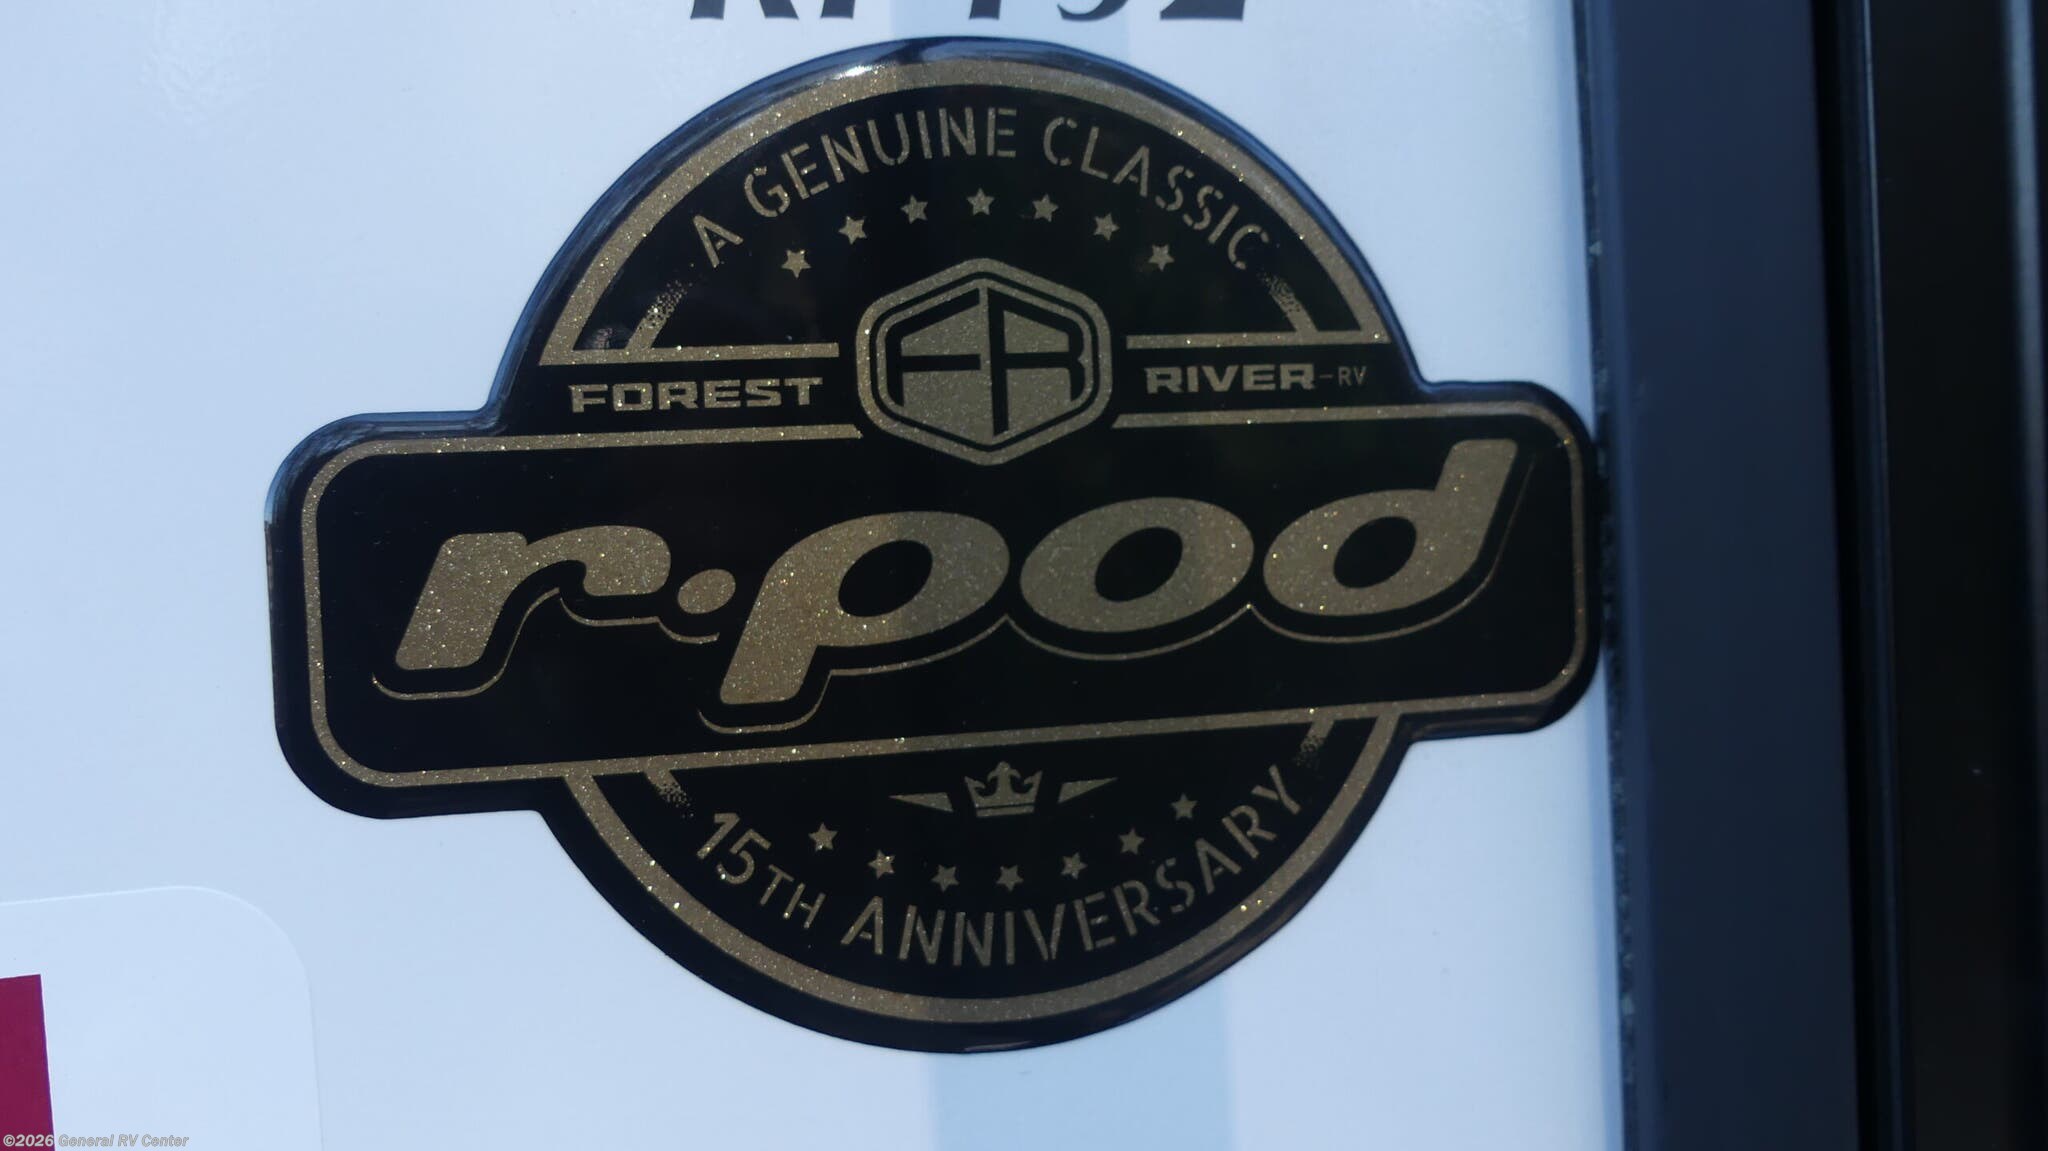 A GENUINE CLASSIC
FR
FOREST RIVER-RV
r·pod
15TH ANNIVERSARY
©2026 General RV Center